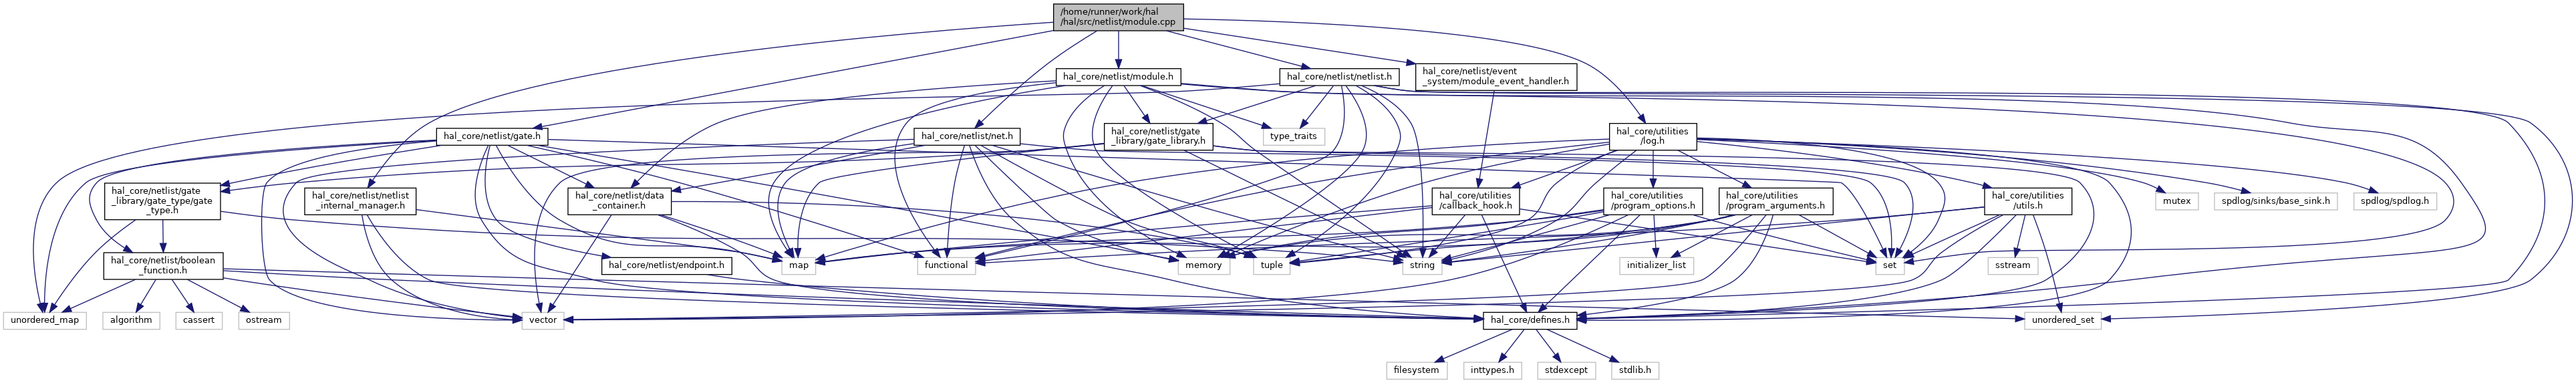 /home/runner/work/hal
/hal/src/netlist/module.cpp
hal_core/netlist/module.h
hal_core/netlist/netlist.h
hal_core/netlist/event
_system/module_event_handler.h
hal_core/netlist/gate.h
hal_core/netlist/net.h
hal_core/netlist/gate
_library/gate_library.h
type_traits
hal_core/utilities
/log.h
hal_core/netlist/gate
_library/gate_type/gate
_type.h
hal_core/netlist/netlist
_internal_manager.h
hal_core/netlist/data
_container.h
hal_core/utilities
/callback_hook.h
hal_core/utilities
/program_options.h
hal_core/utilities
/program_arguments.h
hal_core/utilities
/utils.h
mutex
spdlog/sinks/base_sink.h
spdlog/spdlog.h
hal_core/netlist/boolean
_function.h
hal_core/netlist/endpoint.h
map
functional
memory
tuple
string
initializer_list
set
sstream
unordered_map
algorithm
cassert
ostream
vector
hal_core/defines.h
unordered_set
filesystem
inttypes.h
stdexcept
stdlib.h